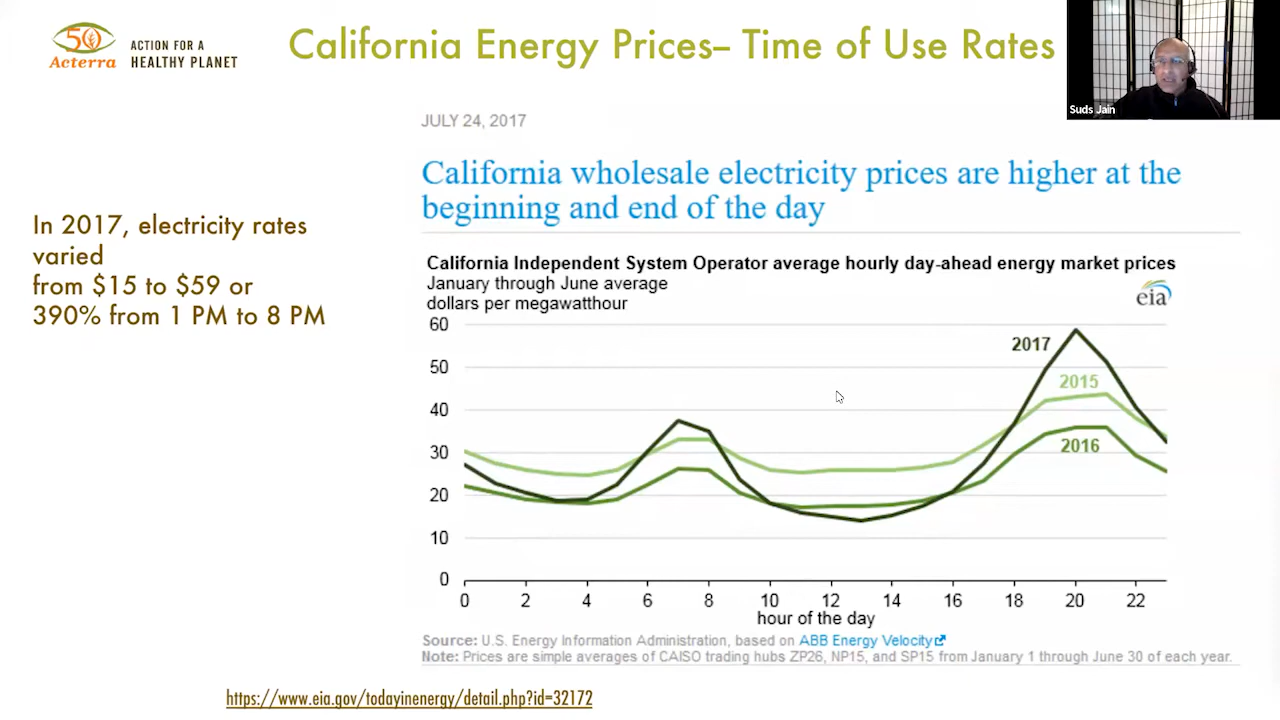 50
Acterra
ACTION FOR A
HEALTHY PLANET
California Energy Prices– Time of Use Rates
Suds Jain
JULY 24, 2017
California wholesale electricity prices are higher at the
beginning and end of the day
In 2017, electricity rates
varied
from $15 to $59 or
390% from 1 PM to 8 PM
California Independent System Operator average hourly day-ahead energy market prices
January through June average
dollars per megawatthour
eia
60
50
40
30
20
10
0
2017
2015
2016
0 2 4 6 8 10 12 14 16 18 20 22
hour of the day
Source: U.S. Energy Information Administration, based on ABB Energy Velocity
Note: Prices are simple averages of CAISO trading hubs ZP26, NP15, and SP15 from January 1 through June 30 of each year.
https://www.eia.gov/todayinenergy/detail.php?id=32172